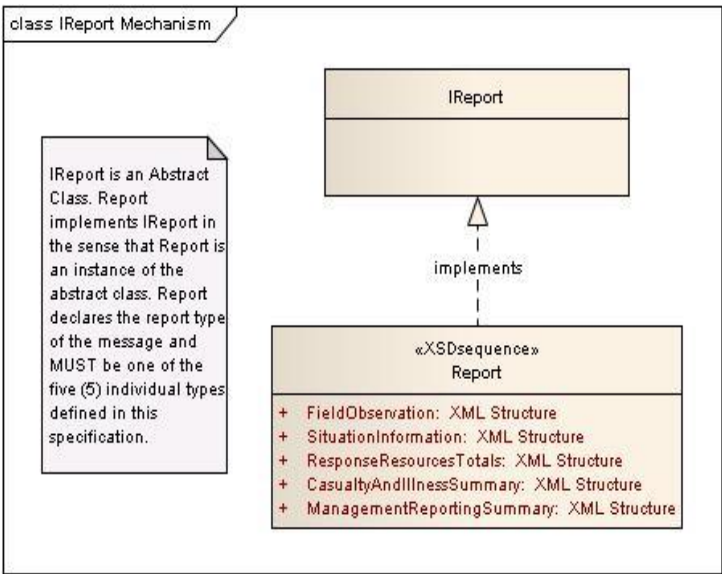 class IReport Mechanism
IReport
IReport is an Abstract
Class. Report
implements IReport in
the sense that Report is
an instance of the
abstract class. Report
declares the report type
of the message and
MUST be one of the
five (5) individual types
defined in this
specification.
implements
«XSDsequence»
Report
+ FieldObservation: XML Structure
+ SituationInformation: XML Structure
+ ResponseResourcesTotals: XML Structure
+ CasualtyAndIllnessSummary: XML Structure
+ ManagementReportingSummary: XML Structure